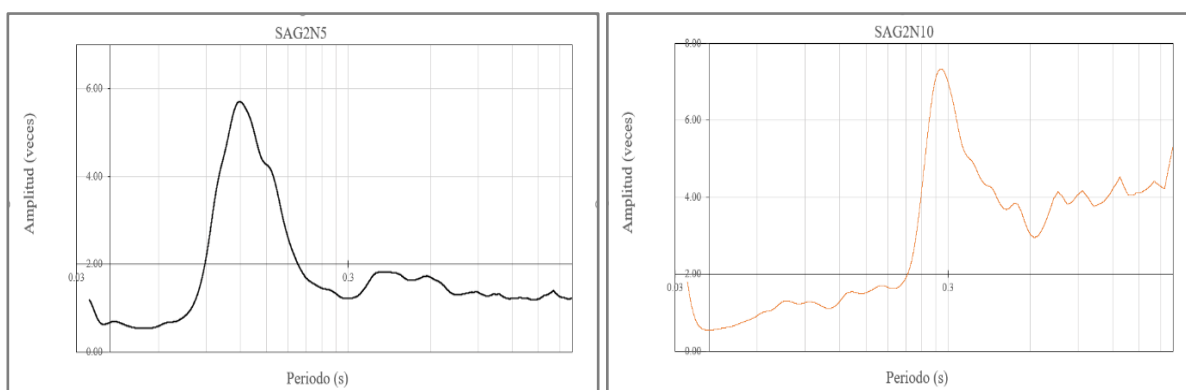 SAG2N5
Amplitud (veces)
6.00
4.00
2.00
0.00
0.03
0.3
Periodo (s)
SAG2N10
Amplitud (veces)
8.00
6.00
4.00
2.00
0.00
0.03
0.3
Periodo (s)